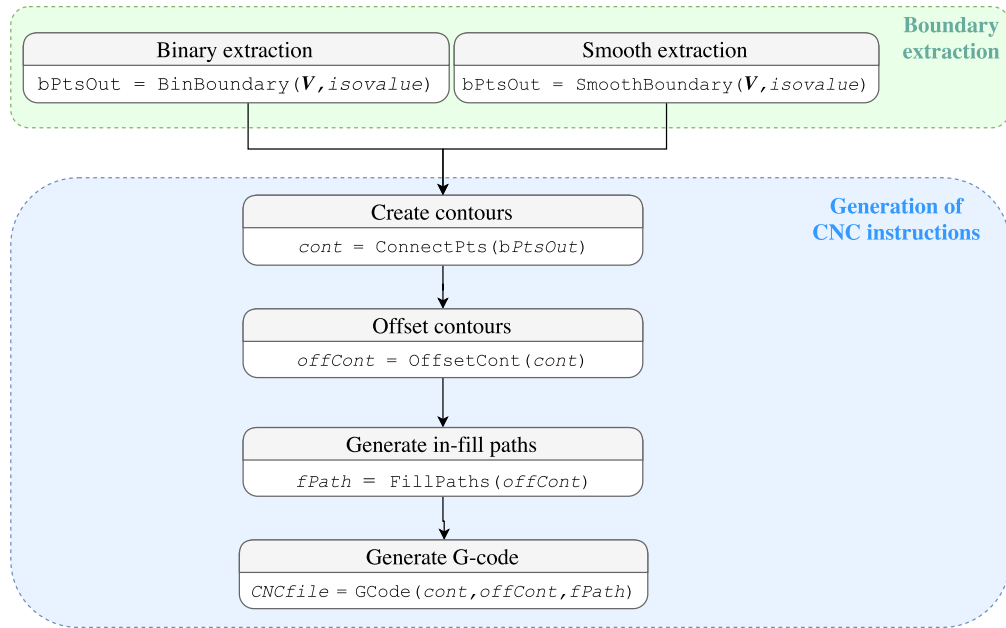 Boundary
extraction
Binary extraction
bPtsOut = BinBoundary(V,isovalue)
Smooth extraction
bPtsOut = SmoothBoundary(V,isovalue)
Generation of
CNC instructions
Create contours
cont = ConnectPts(bPtsOut)
Offset contours
offCont = OffsetCont(cont)
Generate in-fill paths
fPath = FillPaths(offCont)
Generate G-code
CNCfile = GCode(cont,offCont,fPath)